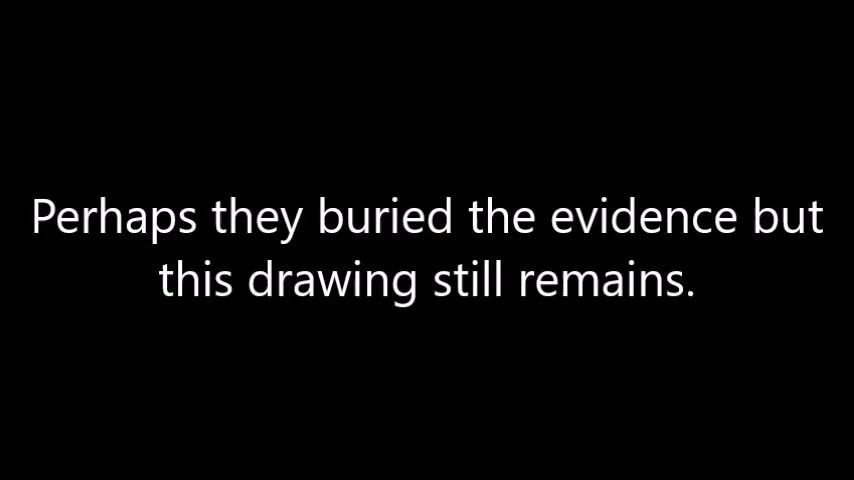 Perhaps they buried the evidence but
this drawing still remains.